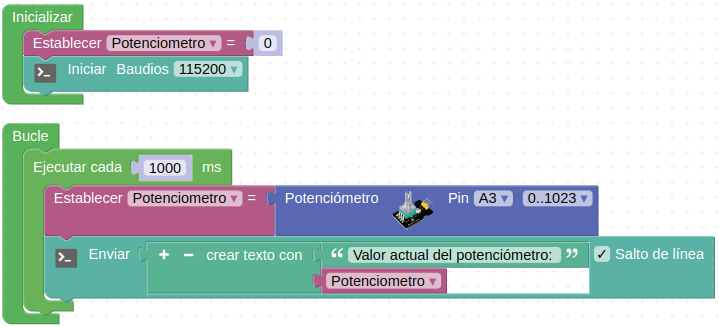 Inicializar
Establecer Potenciometro ▾ = 0
Iniciar Baudios 115200 ▾
Bucle
Ejecutar cada 1000 ms
Establecer Potenciometro ▾ = Potenciómetro Pin A3 ▾ 0..1023 ▾
Enviar + − crear texto con “ Valor actual del potenciómetro: ” ✓ Salto de línea
Potenciometro ▾